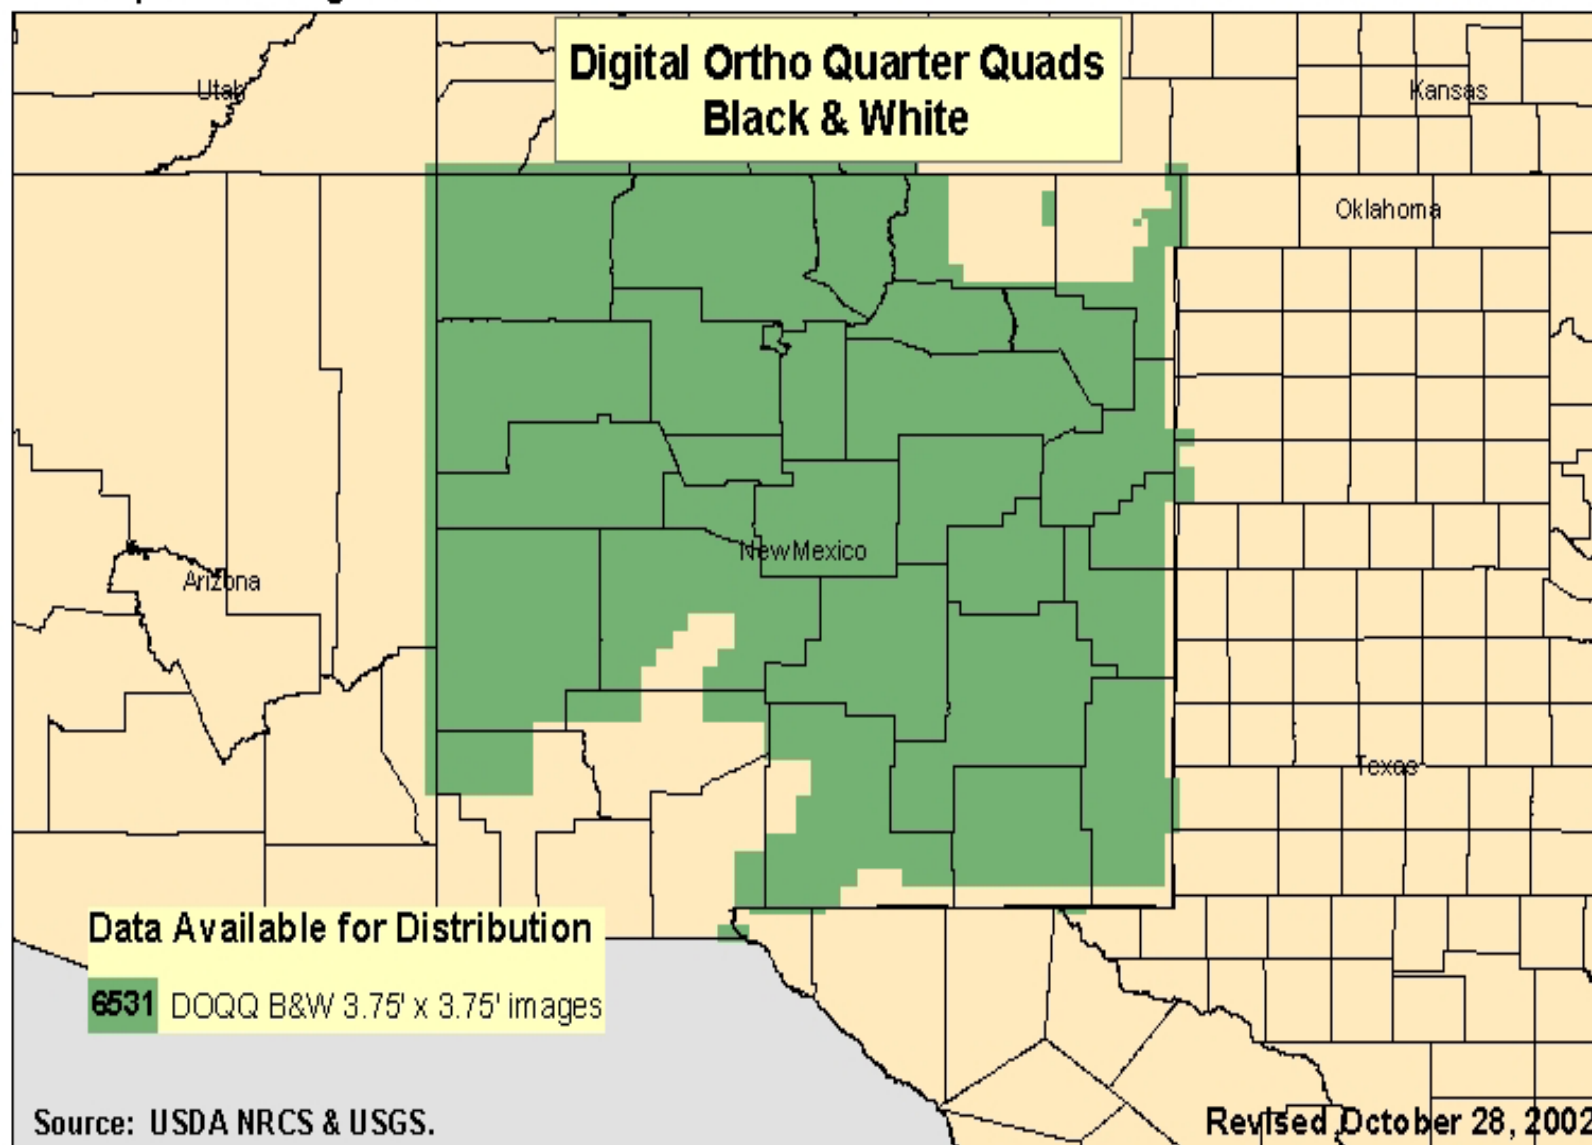 Digital Ortho Quarter Quads
Black & White
Utah
Kansas
Oklahoma
New Mexico
Arizona
Texas
Data Available for Distribution
6531 DOQQ B&W 3.75' x 3.75' images
Source: USDA NRCS & USGS.
Revised October 28, 2002